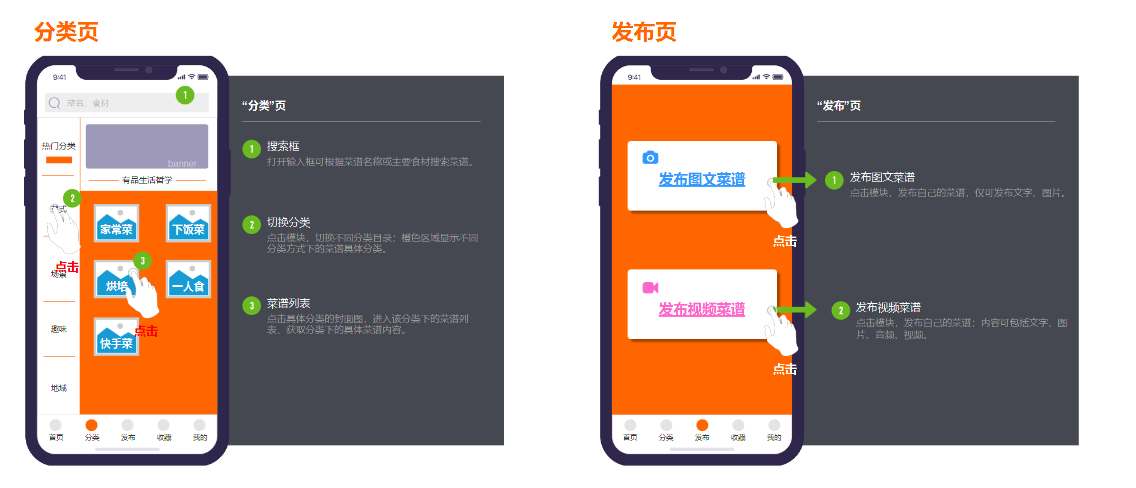 分类页
发布页
9:41
菜名、食材
1
热门分类
banner
有品生活哲学
2
家常菜
下饭菜
点击
场景
3
烘焙
一人食
点击
趣味
快手菜
地域
首页
分类
发布
收藏
我的
“分类”页
1
搜索框
打开输入框可根据菜谱名称或主要食材搜索菜谱。
2
切换分类
点击模块，切换不同分类目录；橙色区域显示不同
分类方式下的菜谱具体分类。
3
菜谱列表
点击具体分类的封面图，进入该分类下的菜谱列
表，获取分类下的具体菜谱内容。
9:41
发布图文菜谱
点击
发布视频菜谱
点击
首页
分类
发布
收藏
我的
“发布”页
1
发布图文菜谱
点击模块，发布自己的菜谱，仅可发布文字、图片。
2
发布视频菜谱
点击模块，发布自己的菜谱；内容可包括文字、图
片、音频、视频。